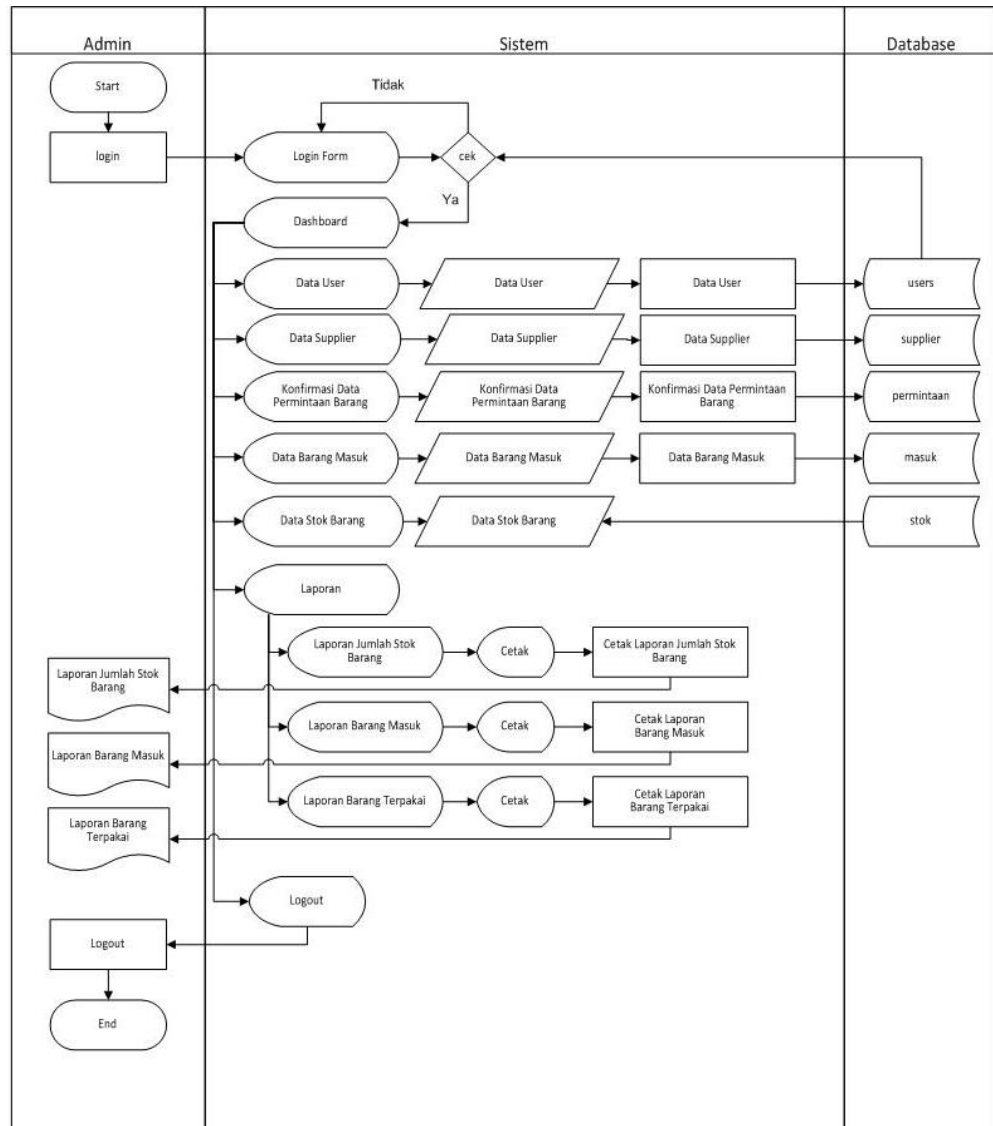 Admin
Sistem
Database
Start
Tidak
login
Login Form
cek
Ya
Dashboard
Data User
Data User
Data User
users
Data Supplier
Data Supplier
Data Supplier
supplier
Konfirmasi Data
Permintaan Barang
Konfirmasi Data
Permintaan Barang
Konfirmasi Data Permintaan
Barang
permintaan
Data Barang Masuk
Data Barang Masuk
Data Barang Masuk
masuk
Data Stok Barang
Data Stok Barang
stok
Laporan
Laporan Jumlah Stok
Barang
Cetak
Cetak Laporan Jumlah Stok
Barang
Laporan Jumlah Stok
Barang
Laporan Barang Masuk
Cetak
Cetak Laporan
Barang Masuk
Laporan Barang Masuk
Laporan Barang Terpakai
Cetak
Cetak Laporan
Barang Terpakai
Laporan Barang
Terpakai
Logout
Logout
End